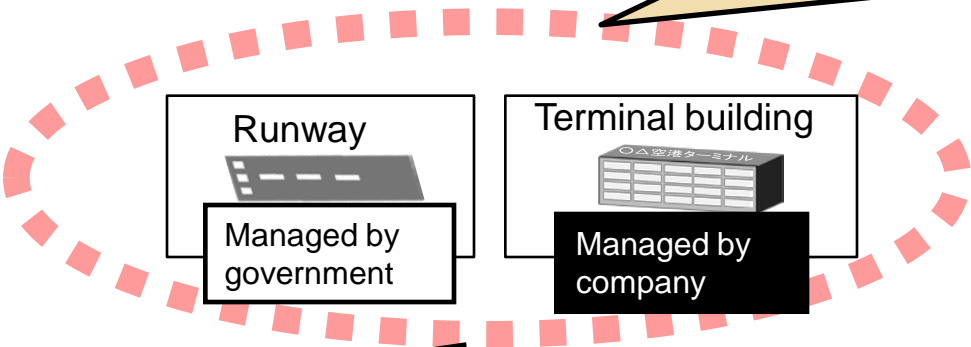 Runway
Managed by
government
Terminal building
○△空港ターミナル
Managed by
company